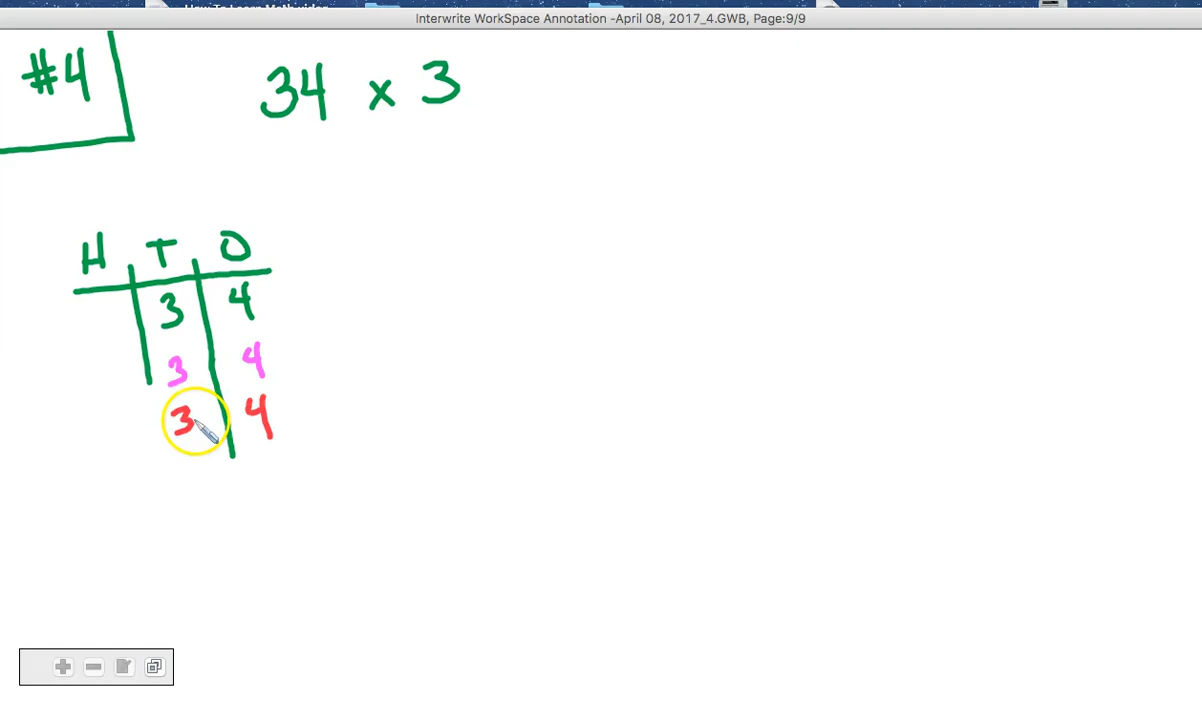 Interwrite WorkSpace Annotation -April 08, 2017_4.GWB, Page:9/9
#4
34 x 3
H T O
3 4
3 4
3 4